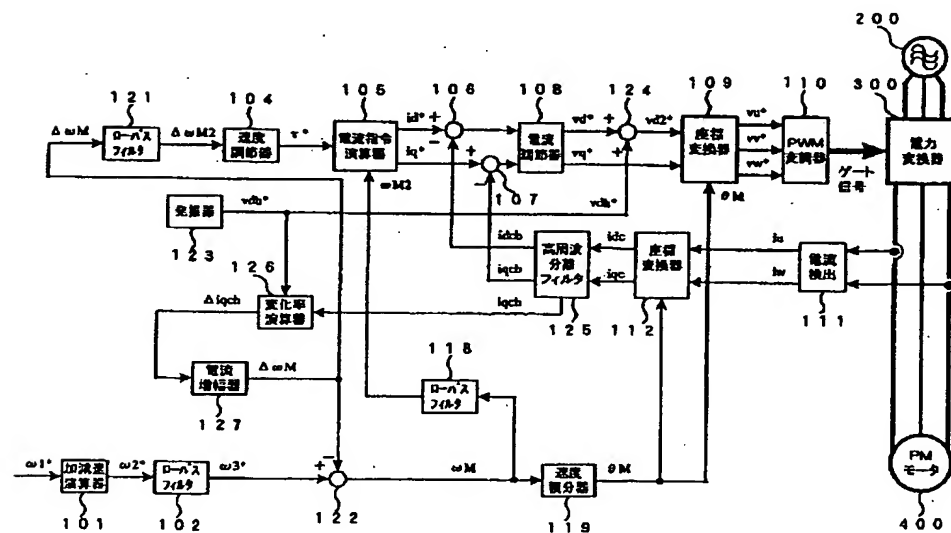 200
300
121
104
105
106
108
124
109
110
ΔωM
ローパス
フィルタ
ΔωM2
速度
調節器
τ*
電流指令
演算器
id*
iq*
+
−
+
−
電流
調節器
vd*
vq*
+
+
vd2*
座標
変換器
vu*
vv*
vw*
PWM
変調器
ゲート
信号
電力
変換器
107
ωM2
発振器
vdh*
vdh*
θM
123
126
idcb
iqcb
iqch
高周波
分離
フィルタ
idc
iqc
座標
変換器
iu
iw
電流
検出
125
112
111
Δiqch
変化率
演算器
118
ローパス
フィルタ
電流
増幅器
ΔωM
127
ω1*
加減速
演算器
ω2*
ローパス
フィルタ
ω3*
+
−
ωM
速度
積分器
θM
101
102
122
119
PM
モータ
400